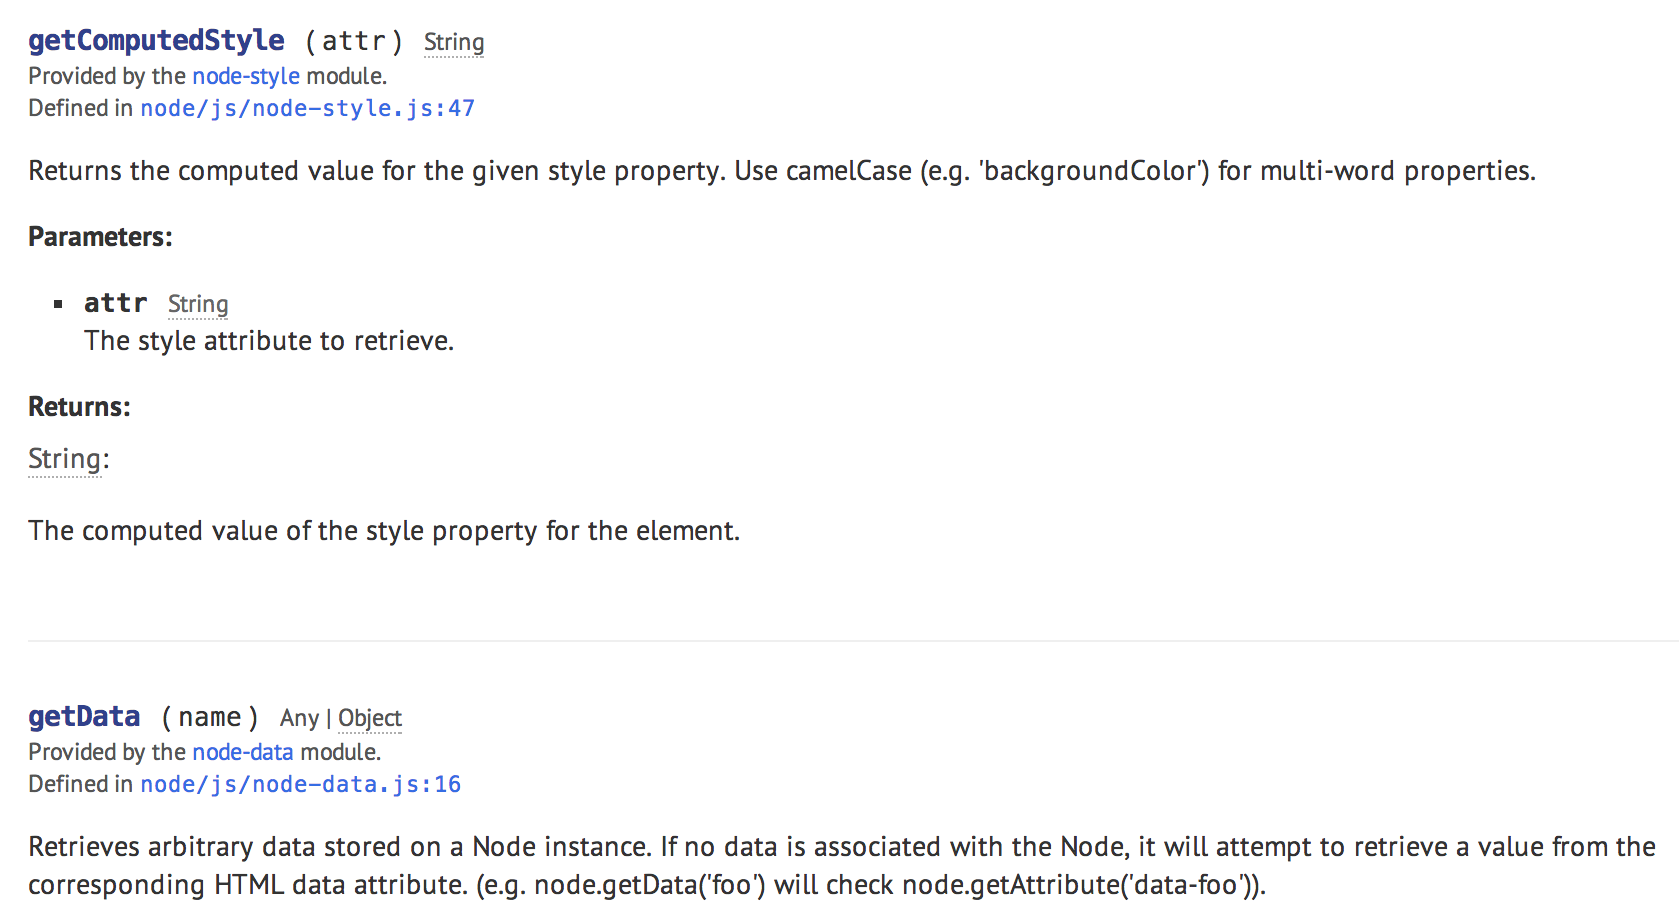 getComputedStyle (attr) String
Provided by the node-style module.
Defined in node/js/node-style.js:47
Returns the computed value for the given style property. Use camelCase (e.g. 'backgroundColor') for multi-word properties.
Parameters:
▪ attr String
The style attribute to retrieve.
Returns:
String:
The computed value of the style property for the element.
getData (name) Any | Object
Provided by the node-data module.
Defined in node/js/node-data.js:16
Retrieves arbitrary data stored on a Node instance. If no data is associated with the Node, it will attempt to retrieve a value from the
corresponding HTML data attribute. (e.g. node.getData('foo') will check node.getAttribute('data-foo')).